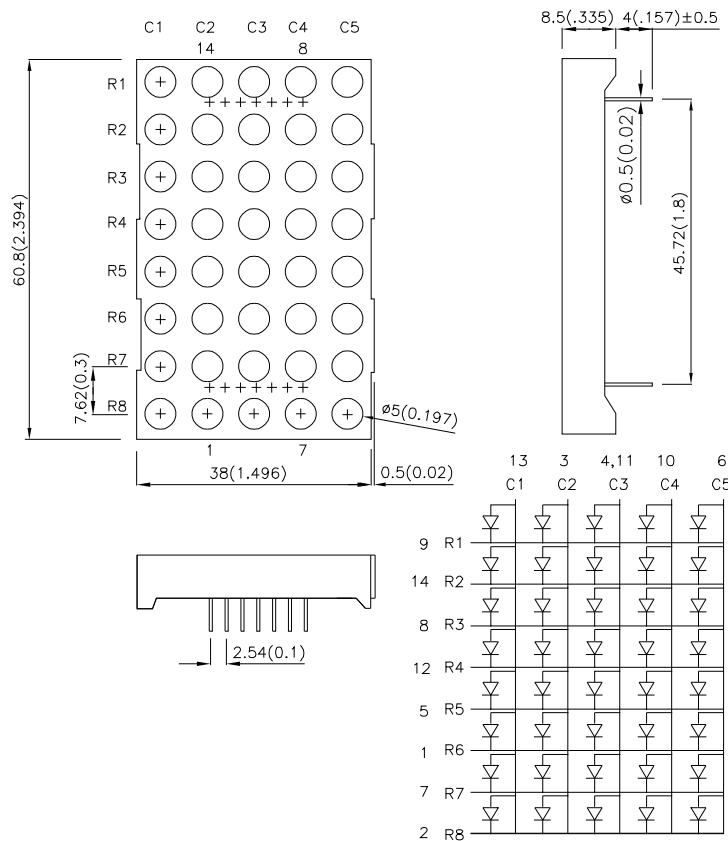 C1 C2 C3 C4 C5
14 8
R1
R2
R3
R4
R5
R6
R7
R8
60.8(2.394)
7.62(0.3)
ø5(0.197)
1 7
38(1.496)
0.5(0.02)
8.5(.335) 4(.157)±0.5
ø0.5(0.02)
45.72(1.8)
2.54(0.1)
13 3 4,11 10 6
C1 C2 C3 C4 C5
9 R1
14 R2
8 R3
12 R4
5 R5
1 R6
7 R7
2 R8